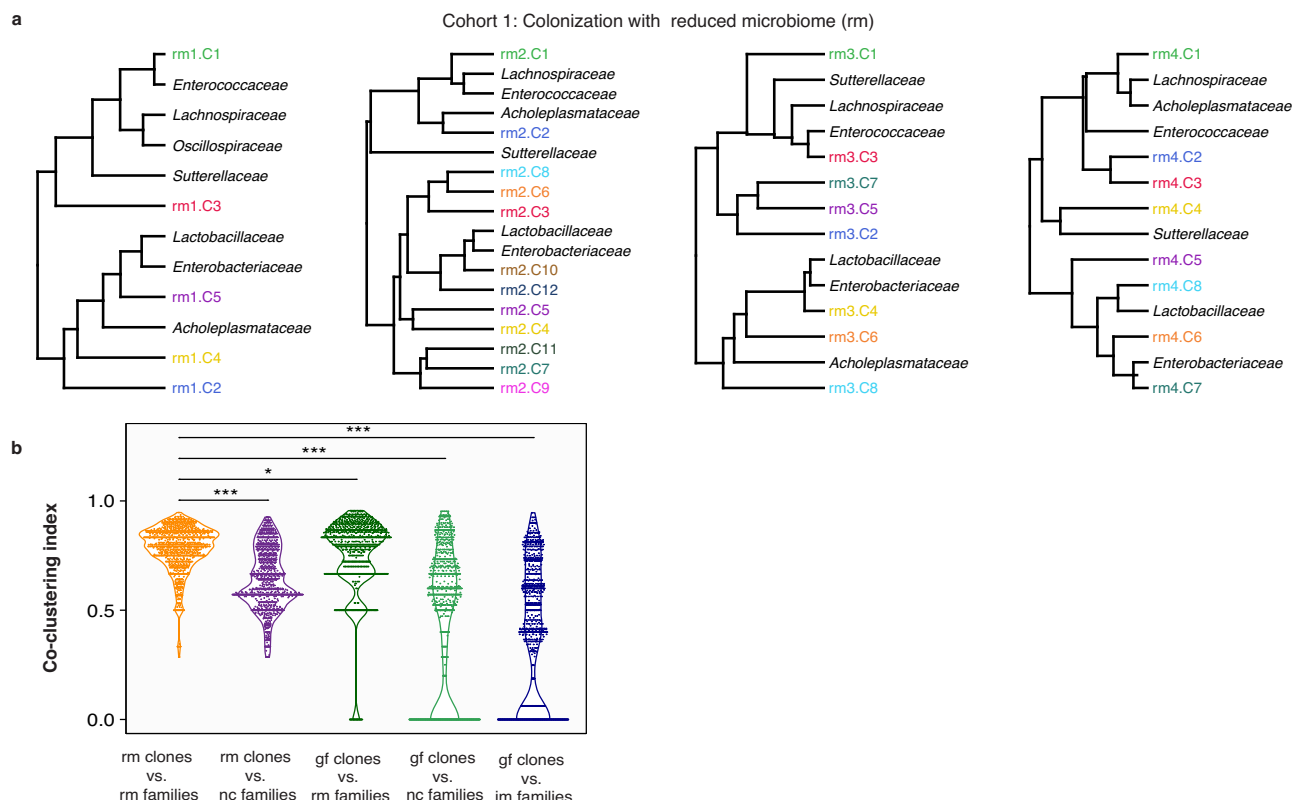 a
Cohort 1: Colonization with reduced microbiome (rm)
rm1.C1
Enterococcaceae
Lachnospiraceae
Oscillospiraceae
Sutterellaceae
rm1.C3
Lactobacillaceae
Enterobacteriaceae
rm1.C5
Acholeplasmataceae
rm1.C4
rm1.C2
rm2.C1
Lachnospiraceae
Enterococcaceae
Acholeplasmataceae
rm2.C2
Sutterellaceae
rm2.C8
rm2.C6
rm2.C3
Lactobacillaceae
Enterobacteriaceae
rm2.C10
rm2.C12
rm2.C5
rm2.C4
rm2.C11
rm2.C7
rm2.C9
rm3.C1
Sutterellaceae
Lachnospiraceae
Enterococcaceae
rm3.C3
rm3.C7
rm3.C5
rm3.C2
Lactobacillaceae
Enterobacteriaceae
rm3.C4
rm3.C6
Acholeplasmataceae
rm3.C8
rm4.C1
Lachnospiraceae
Acholeplasmataceae
Enterococcaceae
rm4.C2
rm4.C3
rm4.C4
Sutterellaceae
rm4.C5
rm4.C8
Lactobacillaceae
rm4.C6
Enterobacteriaceae
rm4.C7
b
***
***
*
***
Co-clustering index
1.0
0.5
0.0
rm clones
vs.
rm families
rm clones
vs.
nc families
gf clones
vs.
rm families
gf clones
vs.
nc families
gf clones
vs.
im families